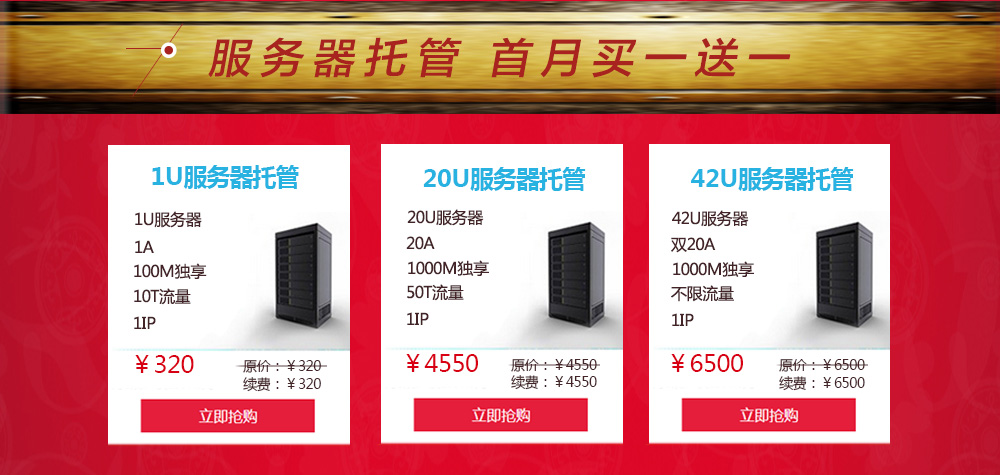 服务器托管 首月买一送一
1U服务器托管
1U服务器
1A
100M独享
10T流量
1IP
¥320
原价：¥320
续费：¥320
立即抢购
20U服务器托管
20U服务器
20A
1000M独享
50T流量
1IP
¥4550
原价：¥4550
续费：¥4550
立即抢购
42U服务器托管
42U服务器
双20A
1000M独享
不限流量
1IP
¥6500
原价：¥6500
续费：¥6500
立即抢购